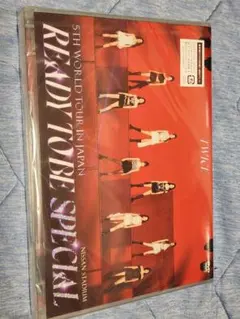 5TH WORLD TOUR IN JAPAN
READY TO BE SPECIAL
NISSAN STADIUM
TWICE